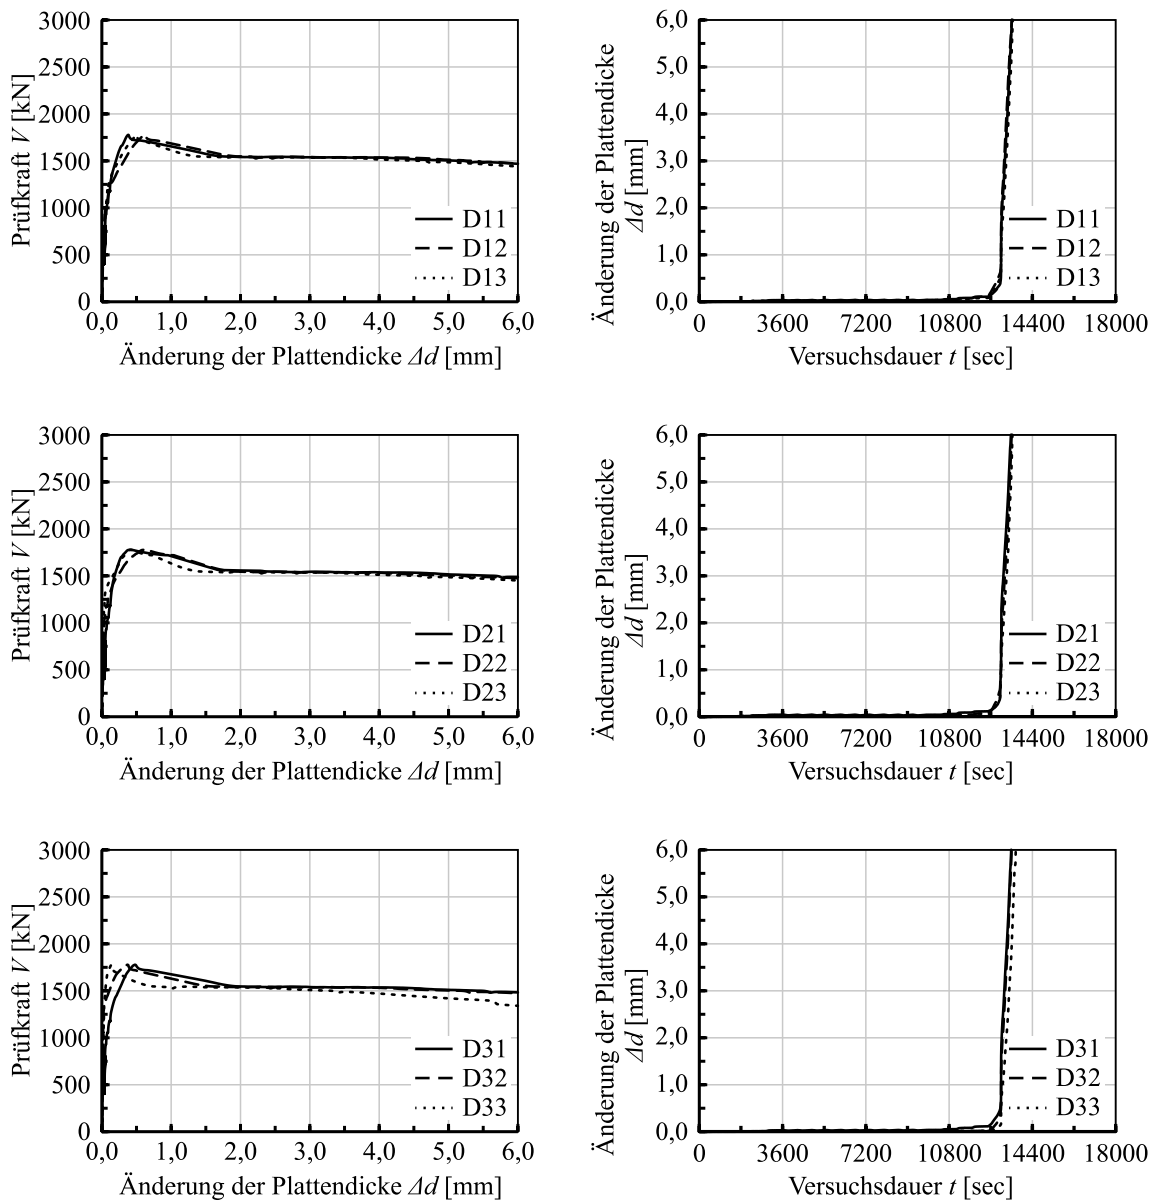 3000
2500
2000
1500
1000
500
0
Prüfkraft V [kN]
D11
D12
D13
0,0 1,0 2,0 3,0 4,0 5,0 6,0
Änderung der Plattendicke Δd [mm]
6,0
5,0
4,0
3,0
2,0
1,0
0,0
Änderung der Plattendicke
Δd [mm]
D11
D12
D13
0 3600 7200 10800 14400 18000
Versuchsdauer t [sec]
3000
2500
2000
1500
1000
500
0
Prüfkraft V [kN]
D21
D22
D23
0,0 1,0 2,0 3,0 4,0 5,0 6,0
Änderung der Plattendicke Δd [mm]
6,0
5,0
4,0
3,0
2,0
1,0
0,0
Änderung der Plattendicke
Δd [mm]
D21
D22
D23
0 3600 7200 10800 14400 18000
Versuchsdauer t [sec]
3000
2500
2000
1500
1000
500
0
Prüfkraft V [kN]
D31
D32
D33
0,0 1,0 2,0 3,0 4,0 5,0 6,0
Änderung der Plattendicke Δd [mm]
6,0
5,0
4,0
3,0
2,0
1,0
0,0
Änderung der Plattendicke
Δd [mm]
D31
D32
D33
0 3600 7200 10800 14400 18000
Versuchsdauer t [sec]